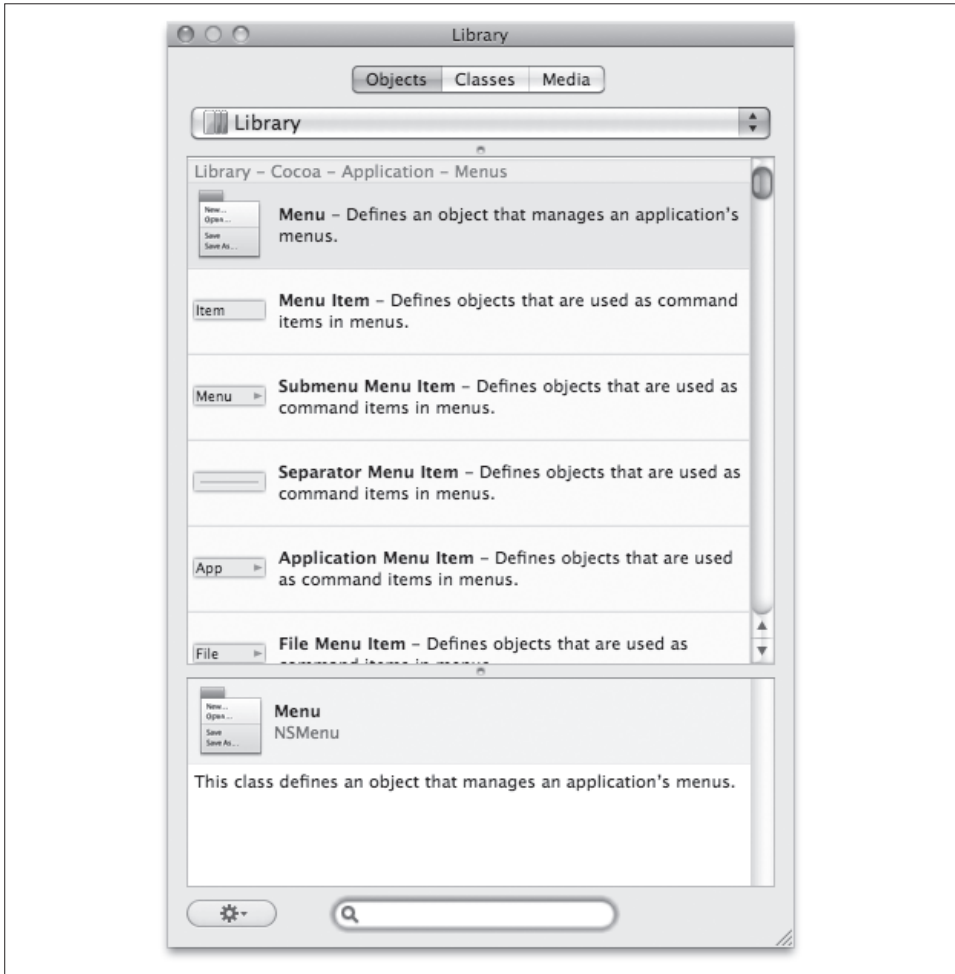 Library
Objects Classes Media
Library
Library – Cocoa – Application – Menus
New...
Open...
Save
Save As...
Menu – Defines an object that manages an application's
menus.
Item
Menu Item – Defines objects that are used as command
items in menus.
Menu
Submenu Menu Item – Defines objects that are used as
command items in menus.
Separator Menu Item – Defines objects that are used as
command items in menus.
App
Application Menu Item – Defines objects that are used
as command items in menus.
File
File Menu Item – Defines objects that are used as
command items in menus.
New...
Open...
Save
Save As...
Menu
NSMenu
This class defines an object that manages an application's menus.